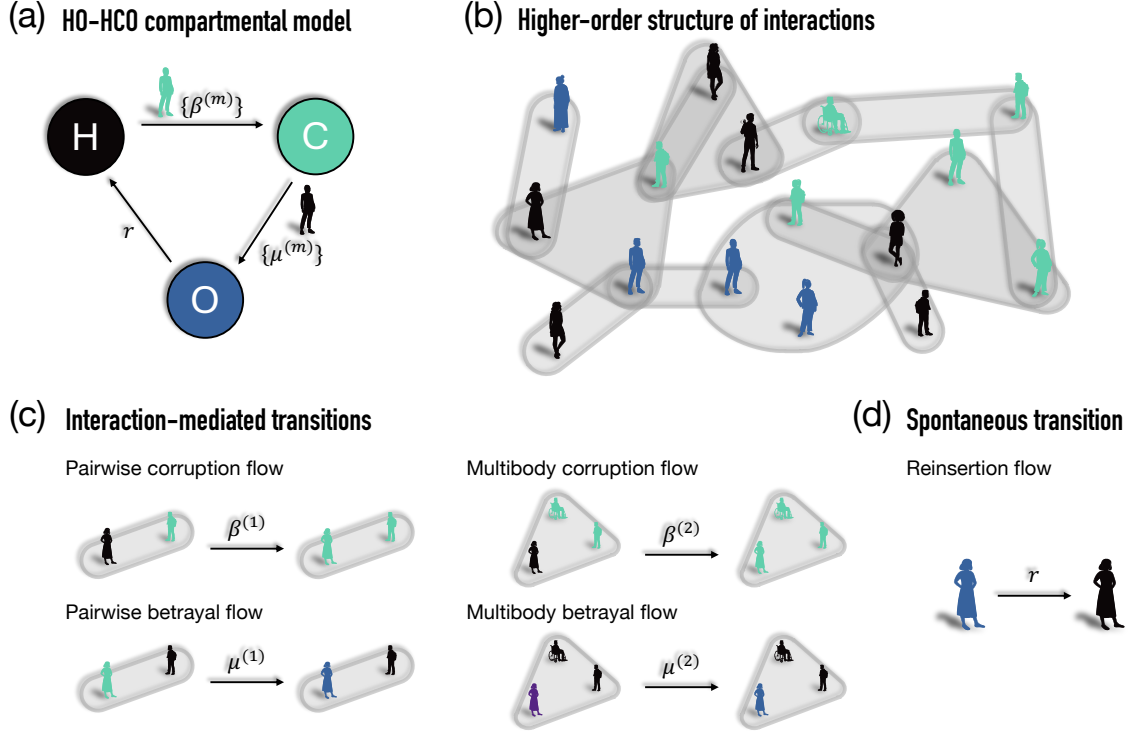 (a) HO-HCO compartmental model
{β^(m)}
H
C
r
{μ^(m)}
O
(b) Higher-order structure of interactions
(c) Interaction-mediated transitions
Pairwise corruption flow
β^(1)
Multibody corruption flow
β^(2)
Pairwise betrayal flow
μ^(1)
Multibody betrayal flow
μ^(2)
(d) Spontaneous transition
Reinsertion flow
r